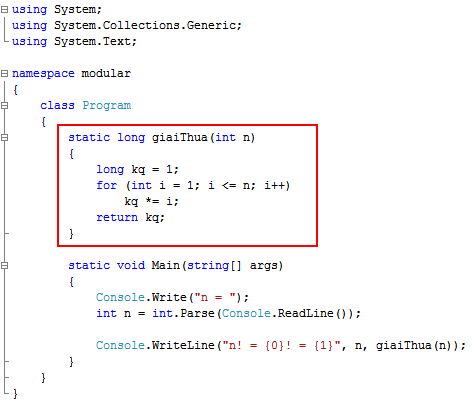 using System;
using System.Collections.Generic;
using System.Text;
namespace modular
{
class Program
{
static long giaiThua(int n)
{
long kq = 1;
for (int i = 1; i <= n; i++)
kq *= i;
return kq;
}
static void Main(string[] args)
{
Console.Write("n = ");
int n = int.Parse(Console.ReadLine());
Console.WriteLine("n! = {0}! = {1}", n, giaiThua(n));
}
}
}